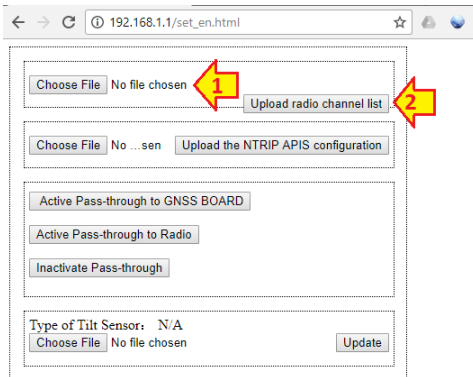 192.168.1.1/set_en.html
Choose File No file chosen 1
Upload radio channel list 2
Choose File No ...sen Upload the NTRIP APIS configuration
Active Pass-through to GNSS BOARD
Active Pass-through to Radio
Inactivate Pass-through
Type of Tilt Sensor: N/A
Choose File No file chosen Update